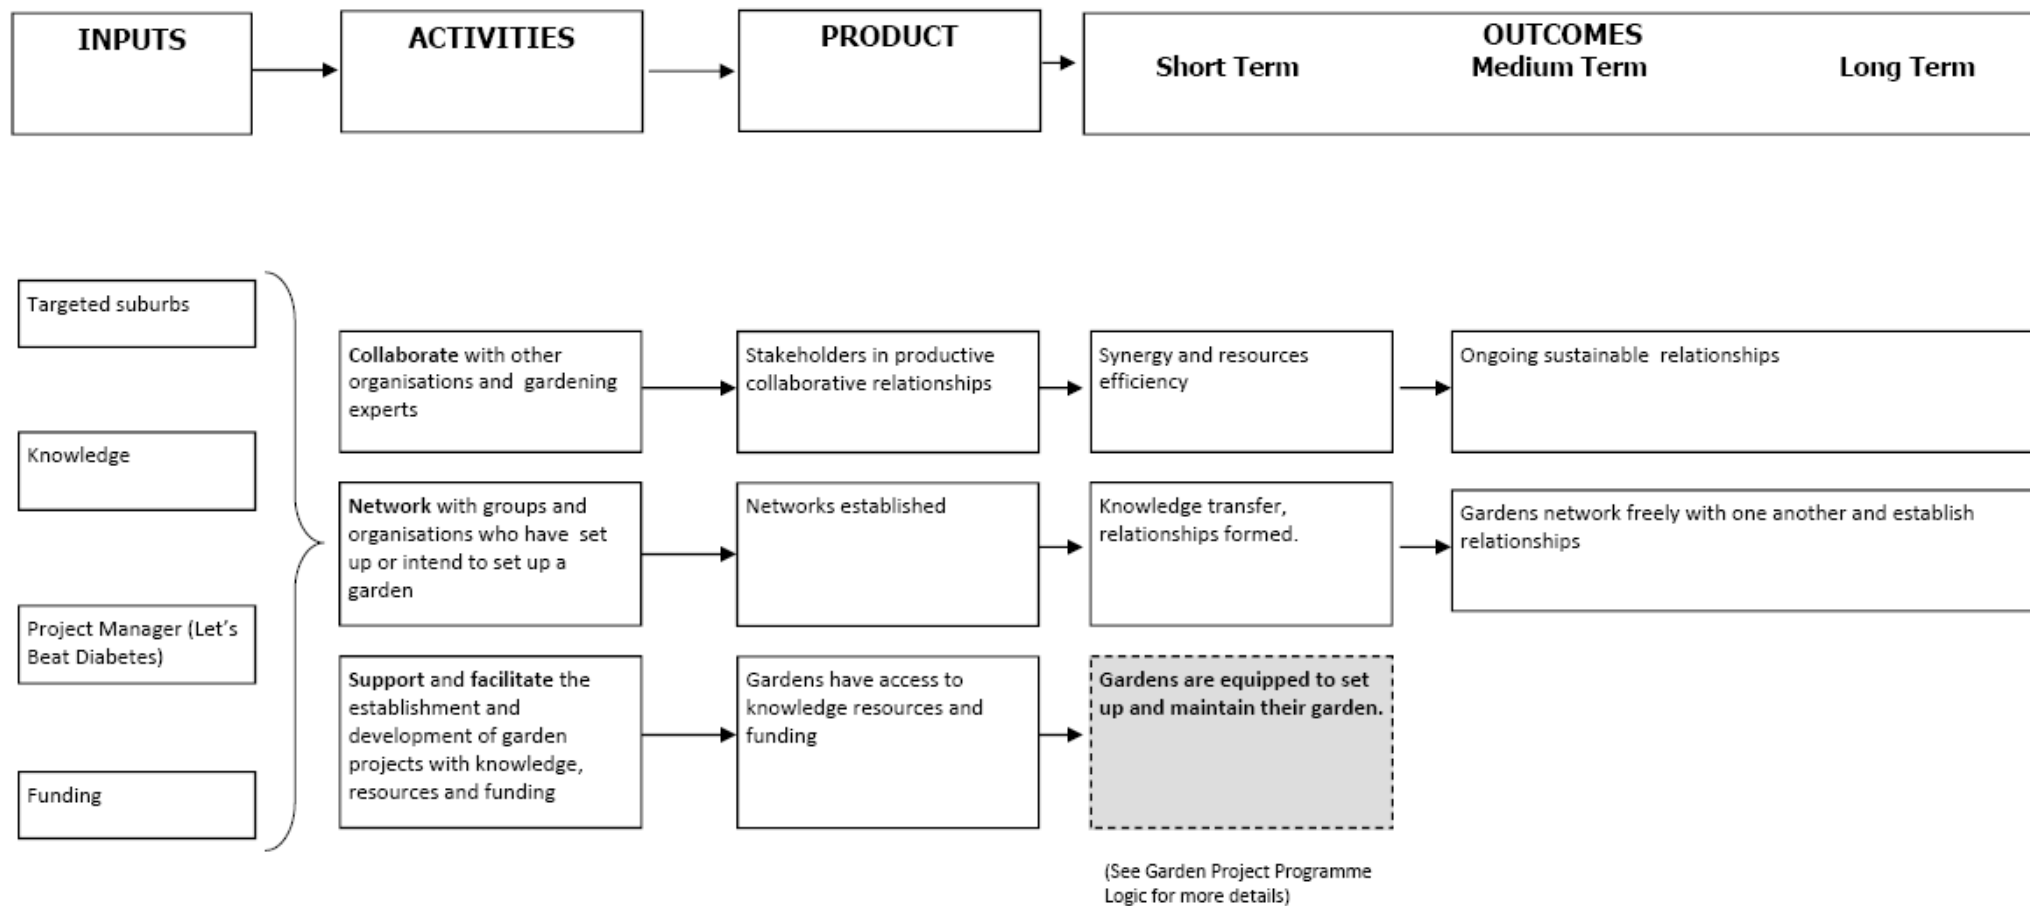 INPUTS
ACTIVITIES
PRODUCT
OUTCOMES
Short Term
Medium Term
Long Term
Targeted suburbs
Knowledge
Project Manager (Let's
Beat Diabetes)
Funding
Collaborate with other
organisations and gardening
experts
Stakeholders in productive
collaborative relationships
Synergy and resources
efficiency
Ongoing sustainable relationships
Network with groups and
organisations who have set
up or intend to set up a
garden
Networks established
Knowledge transfer,
relationships formed.
Gardens network freely with one another and establish
relationships
Support and facilitate the
establishment and
development of garden
projects with knowledge,
resources and funding
Gardens have access to
knowledge resources and
funding
Gardens are equipped to set
up and maintain their garden.
(See Garden Project Programme
Logic for more details)